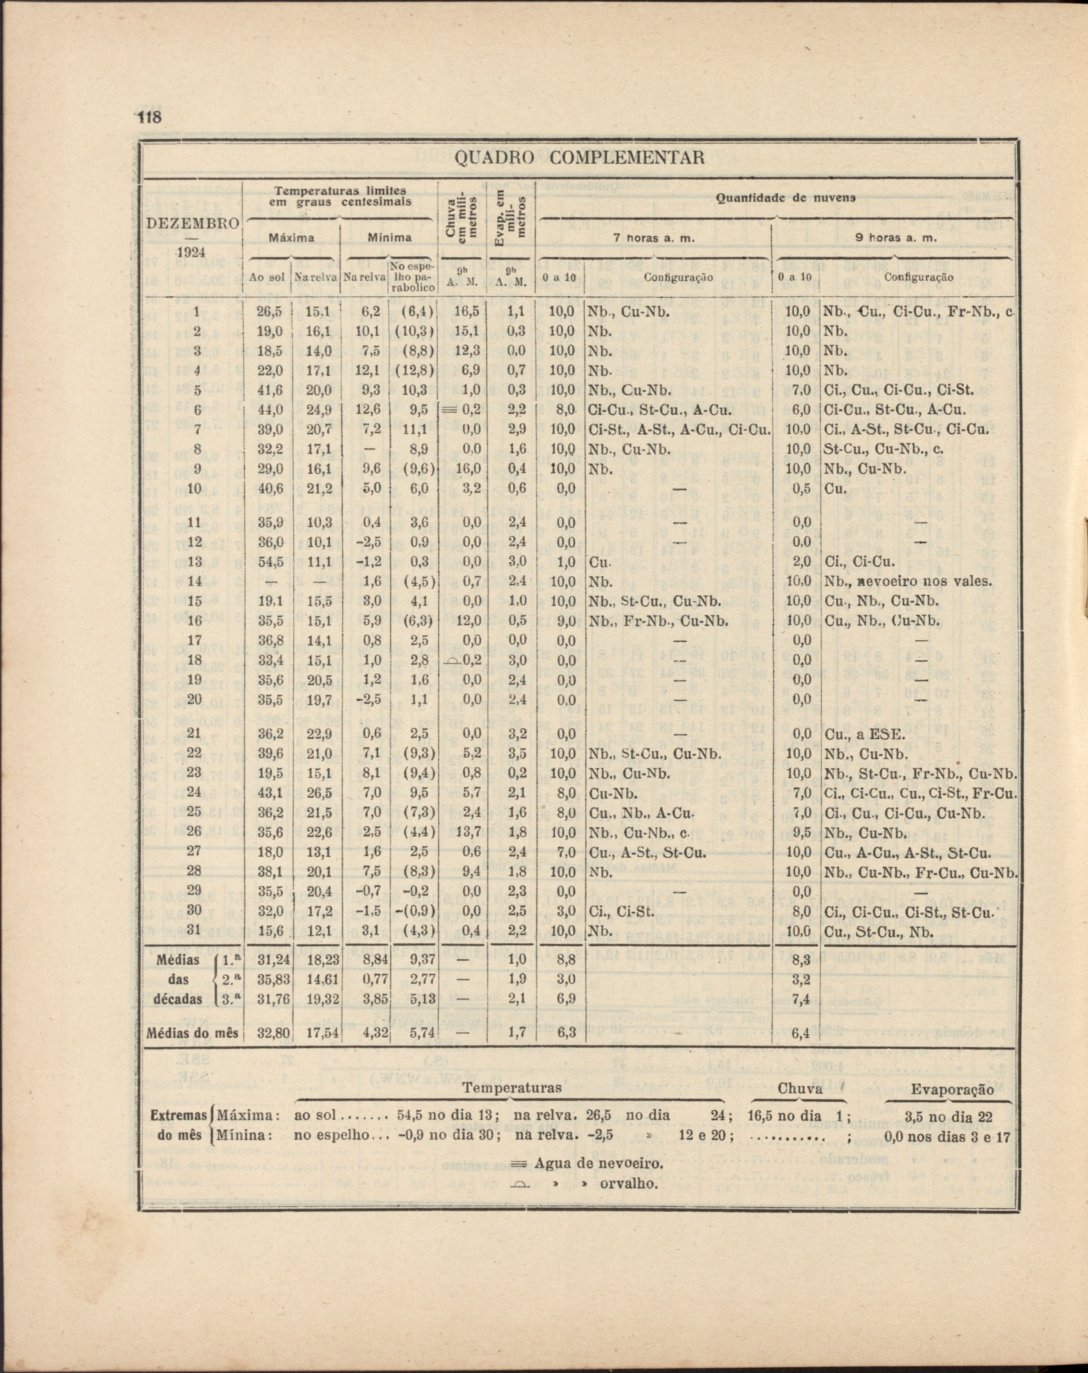 118
QUADRO COMPLEMENTAR
DEZEMBRO
—
1924
Temperaturas limites
em graus centesimais
Chuva
em mili-
metros
Evap. em
mili-
metros
Quantidade de nuvens
Máxima Mínima 7 horas a. m. 9 horas a. m.
Ao sol Na relva Na relva No espe-
lho pa-
rabolico 9h
A. M. 9h
A. M. 0 a 10 Configuração 0 a 10 Configuração
1 26,5 15,1 6,2 (6,4) 16,5 1,1 10,0 Nb., Cu-Nb. 10,0 Nb., Cu., Ci-Cu., Fr-Nb., c
2 19,0 16,1 10,1 (10,3) 15,1 0,3 10,0 Nb. 10,0 Nb.
3 18,5 14,0 7,5 (8,8) 12,3 0,0 10,0 Nb. 10,0 Nb.
4 22,0 17,1 12,1 (12,8) 6,9 0,7 10,0 Nb. 10,0 Nb.
5 41,6 20,0 9,3 10,3 1,0 0,3 10,0 Nb., Cu-Nb. 7,0 Ci., Cu., Ci-Cu., Ci-St.
6 44,0 24,9 12,6 9,5 ≡ 0,2 2,2 8,0 Ci-Cu., St-Cu., A-Cu. 6,0 Ci-Cu., St-Cu., A-Cu.
7 39,0 20,7 7,2 11,1 0,0 2,9 10,0 Ci-St., A-St., A-Cu., Ci-Cu. 10,0 Ci., A-St., St-Cu., Ci-Cu.
8 32,2 17,1 — 8,9 0,0 1,6 10,0 Nb., Cu-Nb. 10,0 St-Cu., Cu-Nb., c.
9 29,0 16,1 9,6 (9,6) 16,0 0,4 10,0 Nb. 10,0 Nb., Cu-Nb.
10 40,6 21,2 5,0 6,0 3,2 0,6 0,0 — 0,5 Cu.
11 35,9 10,3 0,4 3,6 0,0 2,4 0,0 — 0,0 —
12 36,0 10,1 -2,5 0,9 0,0 2,4 0,0 — 0,0 —
13 54,5 11,1 -1,2 0,3 0,0 3,0 1,0 Cu. 2,0 Ci., Ci-Cu.
14 — — 1,6 (4,5) 0,7 2,4 10,0 Nb. 10,0 Nb., nevoeiro nos vales.
15 19,1 15,5 3,0 4,1 0,0 1,0 10,0 Nb., St-Cu., Cu-Nb. 10,0 Cu., Nb., Cu-Nb.
16 35,5 15,1 5,9 (6,3) 12,0 0,5 9,0 Nb., Fr-Nb., Cu-Nb. 10,0 Cu., Nb., Cu-Nb.
17 36,8 14,1 0,8 2,5 0,0 0,0 0,0 — 0,0 —
18 33,4 15,1 1,0 2,8 ⌓ 0,2 3,0 0,0 — 0,0 —
19 35,6 20,5 1,2 1,6 0,0 2,4 0,0 — 0,0 —
20 35,5 19,7 -2,5 1,1 0,0 2,4 0,0 — 0,0 —
21 36,2 22,9 0,6 2,5 0,0 3,2 0,0 — 0,0 Cu., a ESE.
22 39,6 21,0 7,1 (9,3) 5,2 3,5 10,0 Nb., St-Cu., Cu-Nb. 10,0 Nb., Cu-Nb.
23 19,5 15,1 8,1 (9,4) 0,8 0,2 10,0 Nb., Cu-Nb. 10,0 Nb., St-Cu., Fr-Nb., Cu-Nb.
24 43,1 26,5 7,0 9,5 5,7 2,1 8,0 Cu-Nb. 7,0 Ci., Ci-Cu., Cu., Ci-St., Fr-Cu.
25 36,2 21,5 7,0 (7,3) 2,4 1,6 8,0 Cu., Nb., A-Cu. 7,0 Ci., Cu., Ci-Cu., Cu-Nb.
26 35,6 22,6 2,5 (4,4) 13,7 1,8 10,0 Nb., Cu-Nb., c. 9,5 Nb., Cu-Nb.
27 18,0 13,1 1,6 2,5 0,6 2,4 7,0 Cu., A-St., St-Cu. 10,0 Cu., A-Cu., A-St., St-Cu.
28 38,1 20,1 7,5 (8,3) 9,4 1,8 10,0 Nb. 10,0 Nb., Cu-Nb., Fr-Cu., Cu-Nb.
29 35,5 20,4 -0,7 -0,2 0,0 2,3 0,0 — 0,0 —
30 32,0 17,2 -1,5 -(0,9) 0,0 2,5 3,0 Ci., Ci-St. 8,0 Ci., Ci-Cu., Ci-St., St-Cu.
31 15,6 12,1 3,1 (4,3) 0,4 2,2 10,0 Nb. 10,0 Cu., St-Cu., Nb.
Médias 1.ª 31,24 18,23 8,84 9,37 — 1,0 8,8 8,3
das 2.ª 35,83 14,61 0,77 2,77 — 1,9 3,0 3,2
décadas 3.ª 31,76 19,32 3,85 5,13 — 2,1 6,9 7,4
Médias do mês 32,80 17,54 4,32 5,74 — 1,7 6,3 6,4
Temperaturas Chuva Evaporação
Extremas Máxima: ao sol ....... 54,5 no dia 13; na relva. 26,5 no dia 24; 16,5 no dia 1; 3,5 no dia 22
do mês Mínina: no espelho... -0,9 no dia 30; na relva. -2,5 » 12 e 20; ........... ; 0,0 nos dias 3 e 17
≡ Agua de nevoeiro.
⌓ » » orvalho.